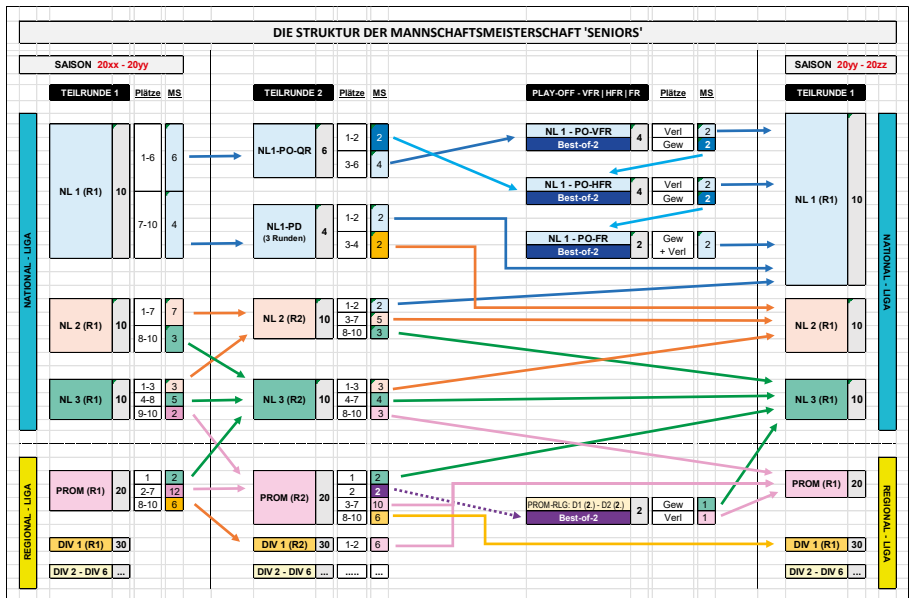 DIE STRUKTUR DER MANNSCHAFTSMEISTERSCHAFT 'SENIORS'
SAISON 20xx - 20yy
SAISON 20yy - 20zz
TEILRUNDE 1 Plätze MS
TEILRUNDE 2 Plätze MS
PLAY-OFF - VFR | HFR | FR Plätze MS
TEILRUNDE 1
NATIONAL - LIGA
NL 1 (R1) 10
1-6 6
7-10 4
NL1-PO-QR 6
1-2 2
3-6 4
NL1-PD
(3 Runden)
4
1-2 2
3-4 2
NL 1 - PO-VFR
Best-of-2
4
Verl 2
Gew 2
NL 1 - PO-HFR
Best-of-2
4
Verl 2
Gew 2
NL 1 - PO-FR
Best-of-2
2
Gew
+ Verl
2
NL 1 (R1) 10
NATIONAL - LIGA
NL 2 (R1) 10
1-7 7
8-10 3
NL 2 (R2) 10
1-2 2
3-7 5
8-10 3
NL 2 (R1) 10
NL 3 (R1) 10
1-3 3
4-8 5
9-10 2
NL 3 (R2) 10
1-3 3
4-7 4
8-10 3
NL 3 (R1) 10
REGIONAL - LIGA
PROM (R1) 20
1 2
2-7 12
8-10 6
PROM (R2) 20
1 2
2 2
3-7 10
8-10 6
PROM-RLG: D1 (2.) - D2 (2.)
Best-of-2
2
Gew 1
Verl 1
PROM (R1) 20
REGIONAL - LIGA
DIV 1 (R1) 30
DIV 1 (R2) 30 1-2 6
DIV 1 (R1) 30
DIV 2 - DIV 6 ...
DIV 2 - DIV 6 ... ..... ...
DIV 2 - DIV 6 ...